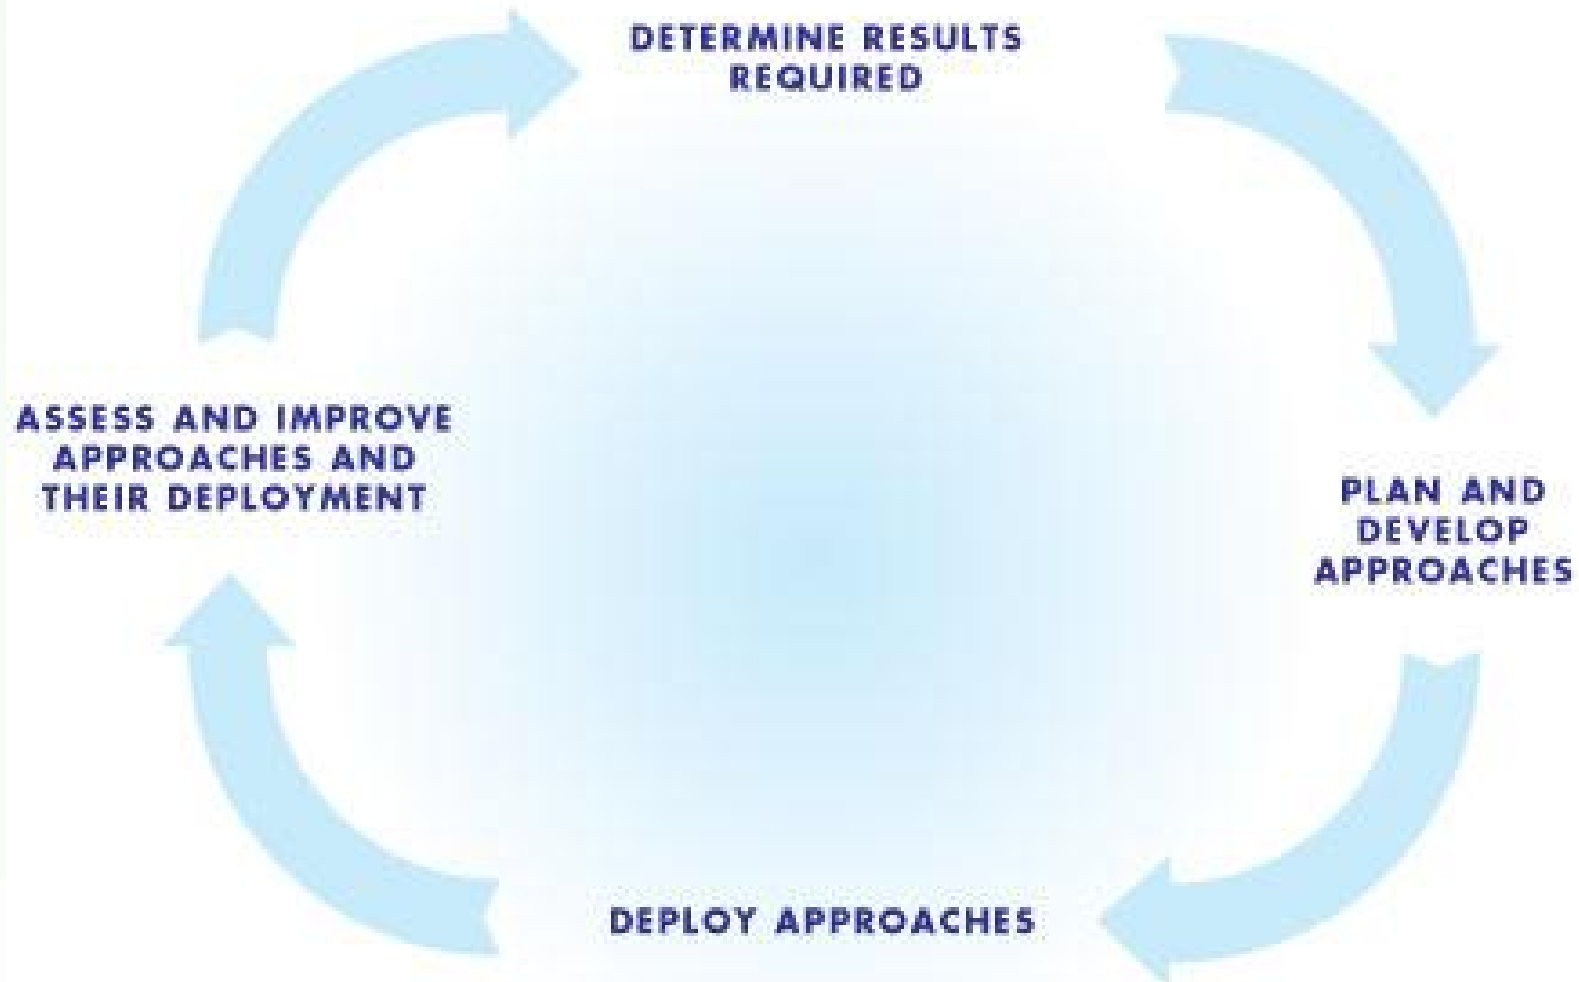 DETERMINE RESULTS
REQUIRED
PLAN AND
DEVELOP
APPROACHES
DEPLOY APPROACHES
ASSESS AND IMPROVE
APPROACHES AND
THEIR DEPLOYMENT